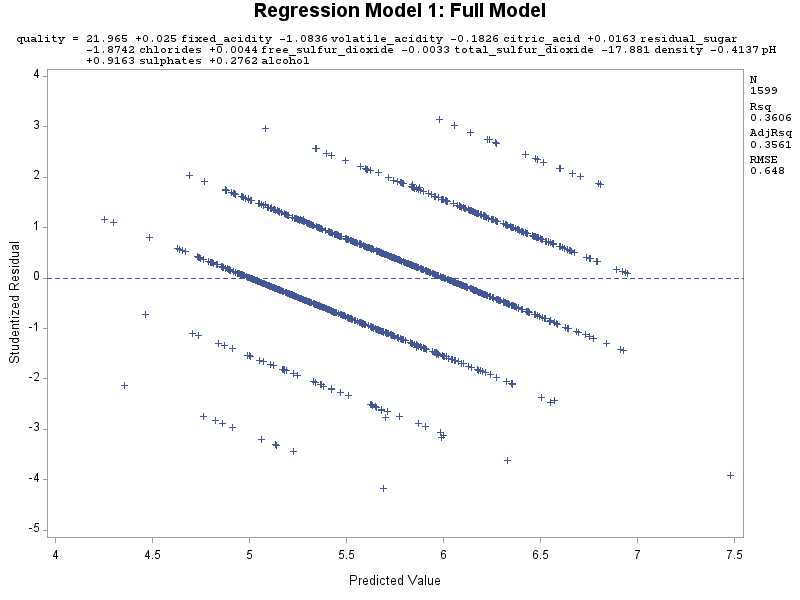 Regression Model 1: Full Model
quality = 21.965 +0.025 fixed_acidity -1.0836 volatile_acidity -0.1826 citric_acid +0.0163 residual_sugar
-1.8742 chlorides +0.0044 free_sulfur_dioxide -0.0033 total_sulfur_dioxide -17.881 density -0.4137 pH
+0.9163 sulphates +0.2762 alcohol
N
1599
Rsq
0.3606
AdjRsq
0.3561
RMSE
0.648
Studentized Residual
4
3
2
1
0
-1
-2
-3
-4
-5
4
4.5
5
5.5
6
6.5
7
7.5
Predicted Value